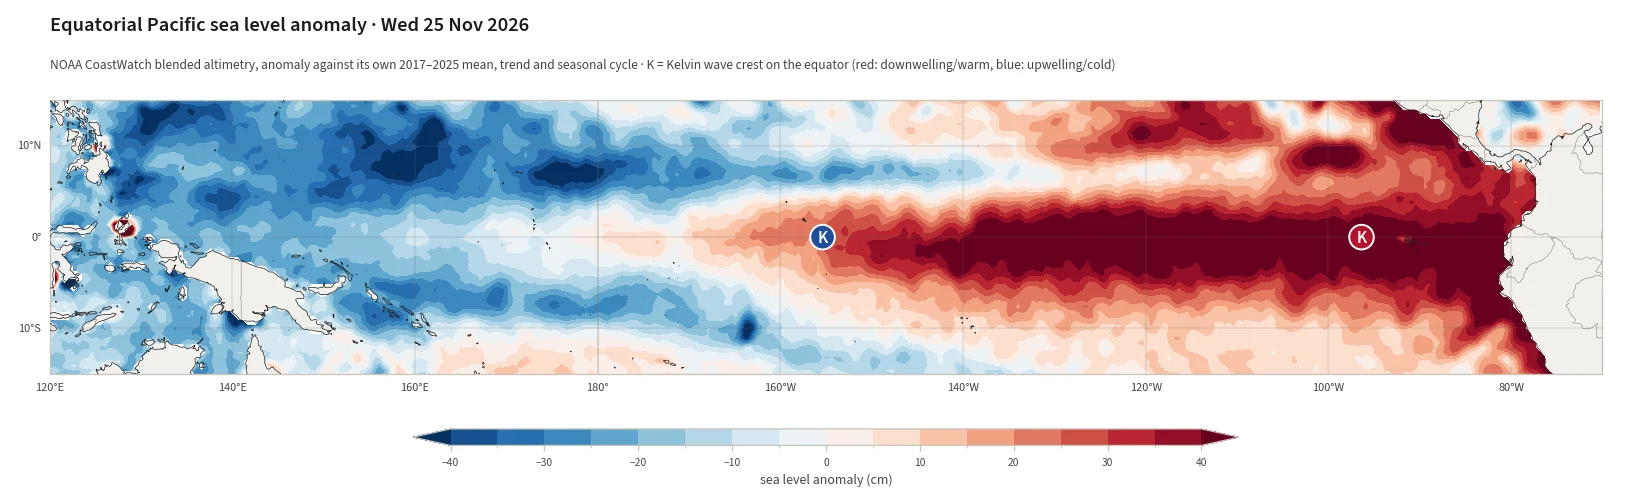 Equatorial Pacific sea level anomaly · Wed 25 Nov 2026
NOAA CoastWatch blended altimetry, anomaly against its own 2017–2025 mean, trend and seasonal cycle · K = Kelvin wave crest on the equator (red: downwelling/warm, blue: upwelling/cold)
10°N
0°
K K
10°S
120°E 140°E 160°E 180° 160°W 140°W 120°W 100°W 80°W
−40 −30 −20 −10 0 10 20 30 40
sea level anomaly (cm)